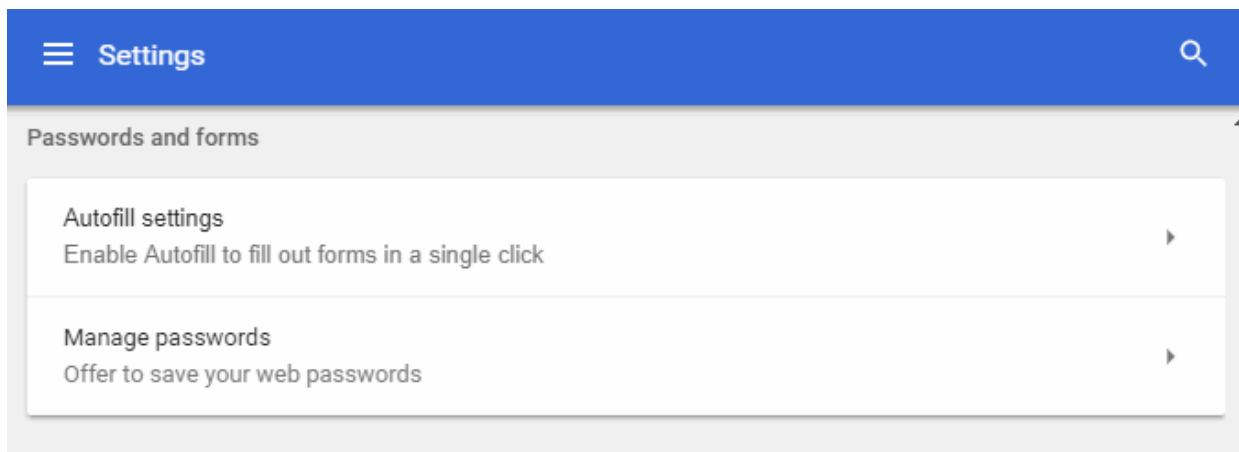 Settings
Passwords and forms
Autofill settings
Enable Autofill to fill out forms in a single click
Manage passwords
Offer to save your web passwords